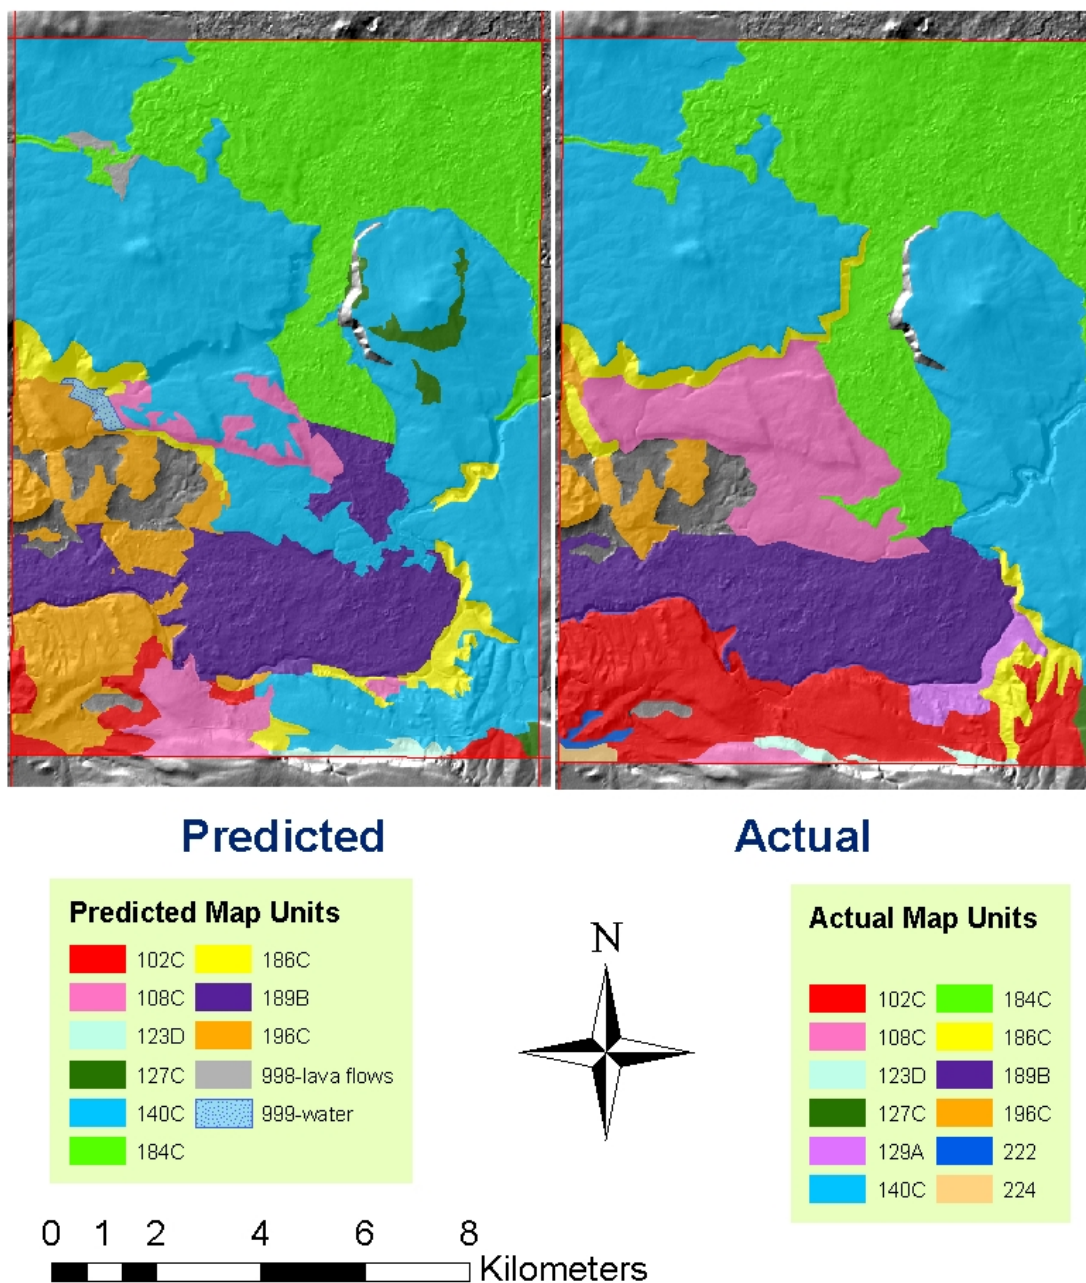 Predicted
Actual
Predicted Map Units
102C
108C
123D
127C
140C
184C
186C
189B
196C
998-lava flows
999-water
N
Actual Map Units
102C
108C
123D
127C
129A
140C
184C
186C
189B
196C
222
224
0 1 2 4 6 8
Kilometers